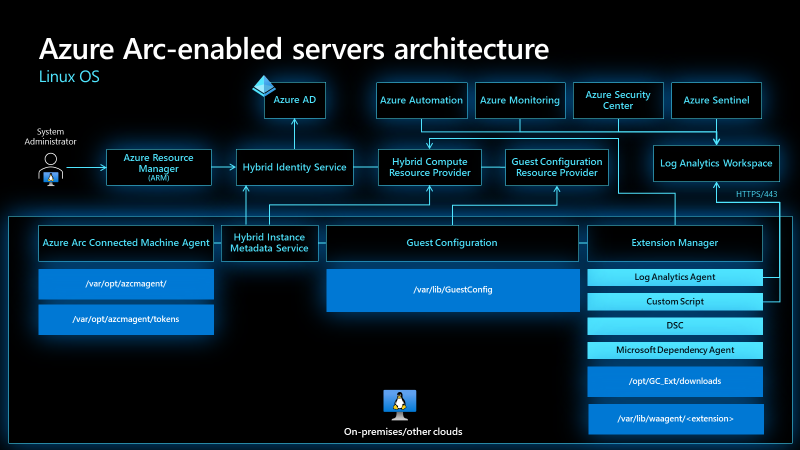 Azure Arc-enabled servers architecture
Linux OS
Azure AD
Azure Automation
Azure Monitoring
Azure Security
Center
Azure Sentinel
System
Administrator
Azure Resource
Manager
(ARM)
Hybrid Identity Service
Hybrid Compute
Resource Provider
Guest Configuration
Resource Provider
Log Analytics Workspace
HTTPS/443
Azure Arc Connected Machine Agent
Hybrid Instance
Metadata Service
Guest Configuration
Extension Manager
/var/opt/azcmagent/
/var/opt/azcmagent/tokens
/var/lib/GuestConfig
Log Analytics Agent
Custom Script
DSC
Microsoft Dependency Agent
/opt/GC_Ext/downloads
/var/lib/waagent/<extension>
On-premises/other clouds